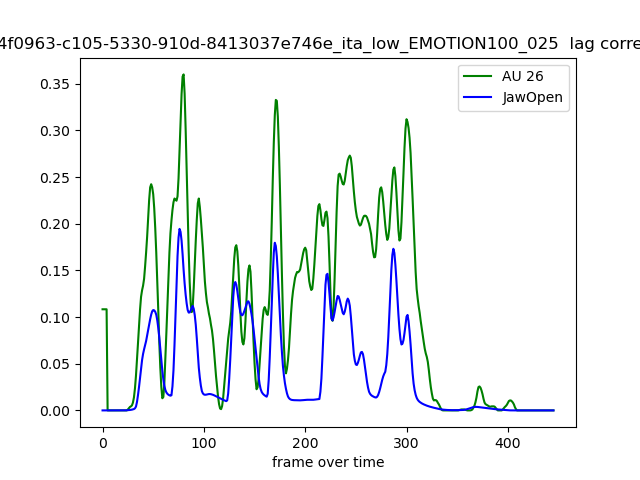 4f0963-c105-5330-910d-8413037e746e_ita_low_EMOTION100_025 lag corre
AU 26
JawOpen
0.35
0.30
0.25
0.20
0.15
0.10
0.05
0.00
0 100 200 300 400
frame over time